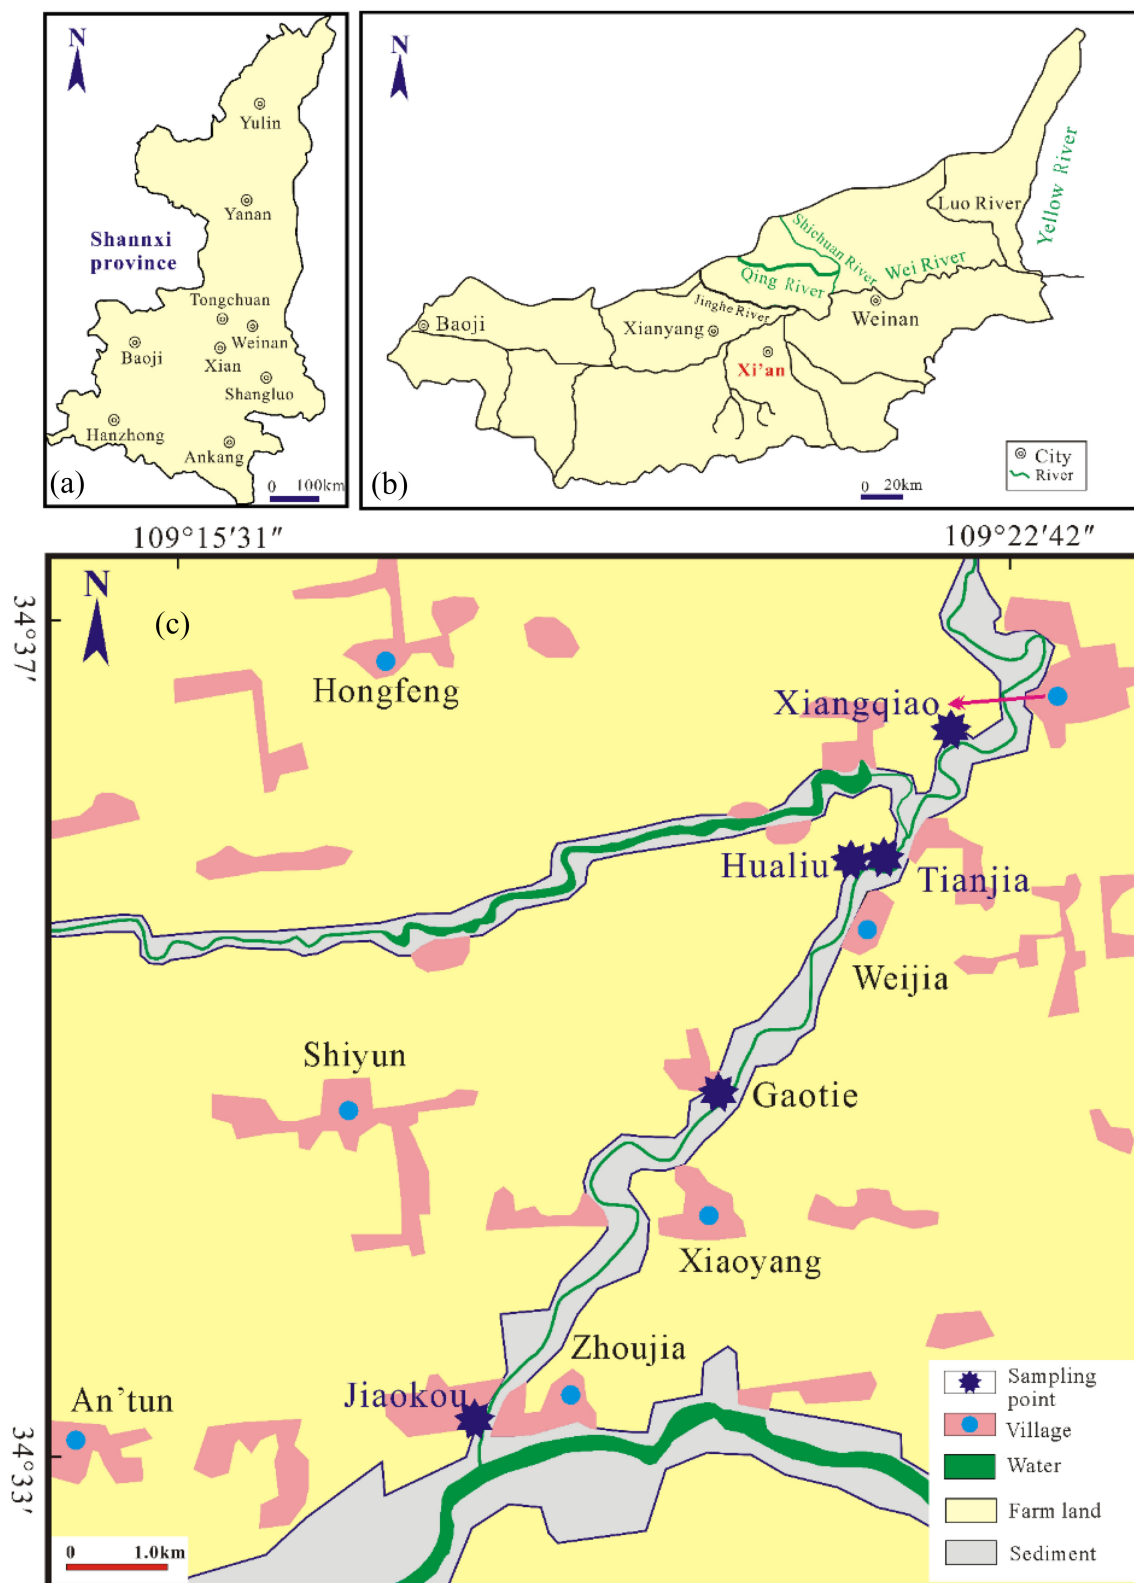 N
Yulin
Yanan
Shannxi
province
Tongchuan
Weinan
Baoji
Xian
Shangluo
Hanzhong
Ankang
(a)
0 100km
N
Yellow River
Luo River
Shichuan River
Wei River
Qing River
Jinghe River
Baoji
Xianyang
Weinan
Xi’an
City
River
(b)
0 20km
109°15′31″ 109°22′42″
N
(c)
34°37′
Hongfeng
Xiangqiao
Hualiu
Tianjia
Weijia
Shiyun
Gaotie
Xiaoyang
Zhoujia
Jiaokou
An’tun
34°33′
0 1.0km
Sampling
point
Village
Water
Farm land
Sediment